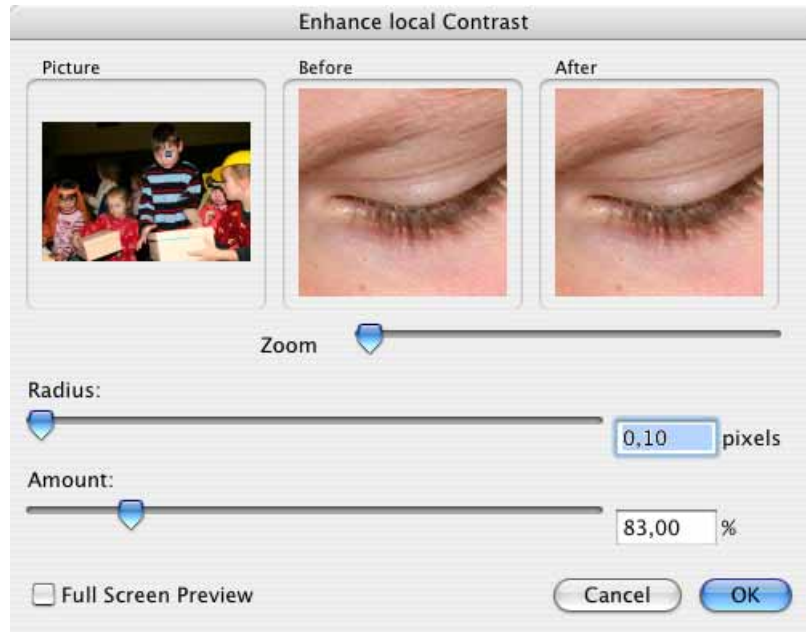 Enhance local Contrast
Picture Before After
Zoom
Radius:
0,10 pixels
Amount:
83,00 %
Full Screen Preview Cancel OK